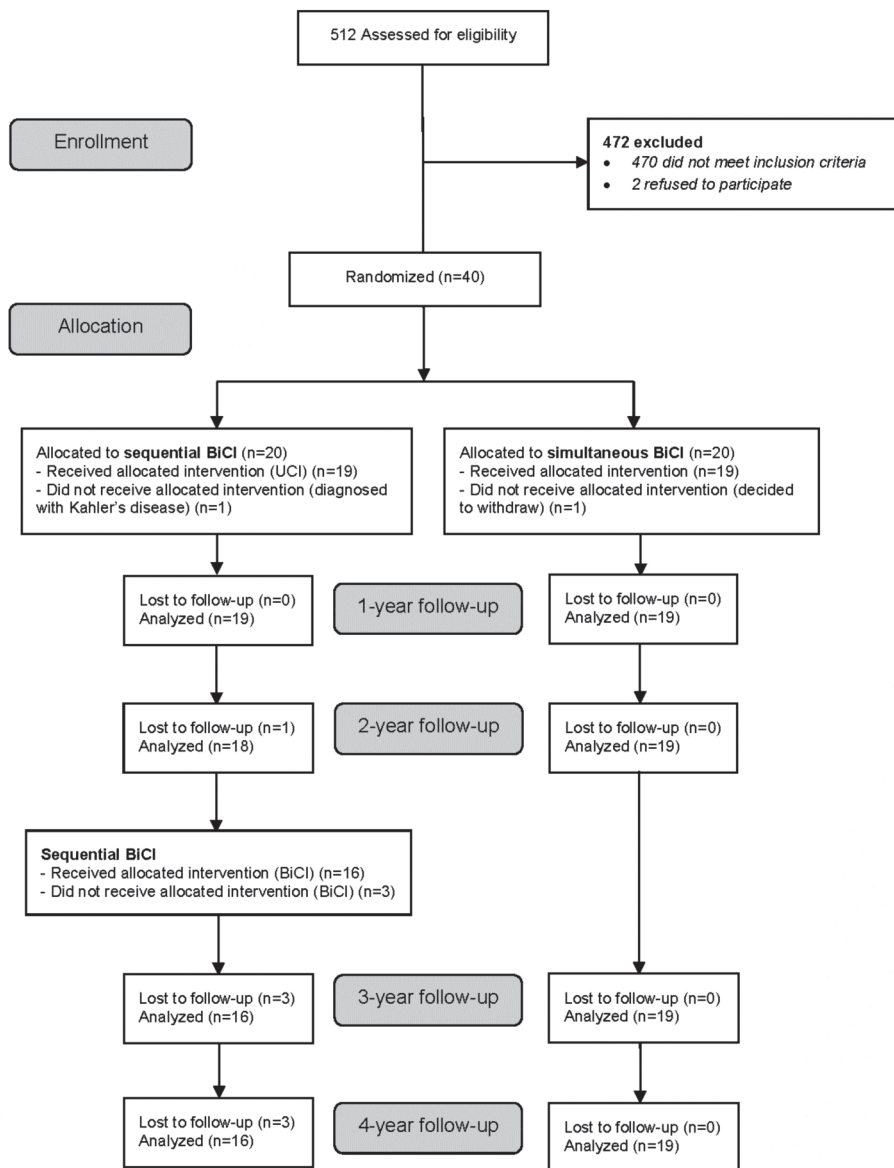 512 Assessed for eligibility
Enrollment
472 excluded
• 470 did not meet inclusion criteria
• 2 refused to participate
Randomized (n=40)
Allocation
Allocated to sequential BiCI (n=20)
- Received allocated intervention (UCI) (n=19)
- Did not receive allocated intervention (diagnosed
with Kahler's disease) (n=1)
Allocated to simultaneous BiCI (n=20)
- Received allocated intervention (n=19)
- Did not receive allocated intervention (decided
to withdraw) (n=1)
Lost to follow-up (n=0)
Analyzed (n=19)
1-year follow-up
Lost to follow-up (n=0)
Analyzed (n=19)
Lost to follow-up (n=1)
Analyzed (n=18)
2-year follow-up
Lost to follow-up (n=0)
Analyzed (n=19)
Sequential BiCI
- Received allocated intervention (BiCI) (n=16)
- Did not receive allocated intervention (BiCI) (n=3)
Lost to follow-up (n=3)
Analyzed (n=16)
3-year follow-up
Lost to follow-up (n=0)
Analyzed (n=19)
Lost to follow-up (n=3)
Analyzed (n=16)
4-year follow-up
Lost to follow-up (n=0)
Analyzed (n=19)